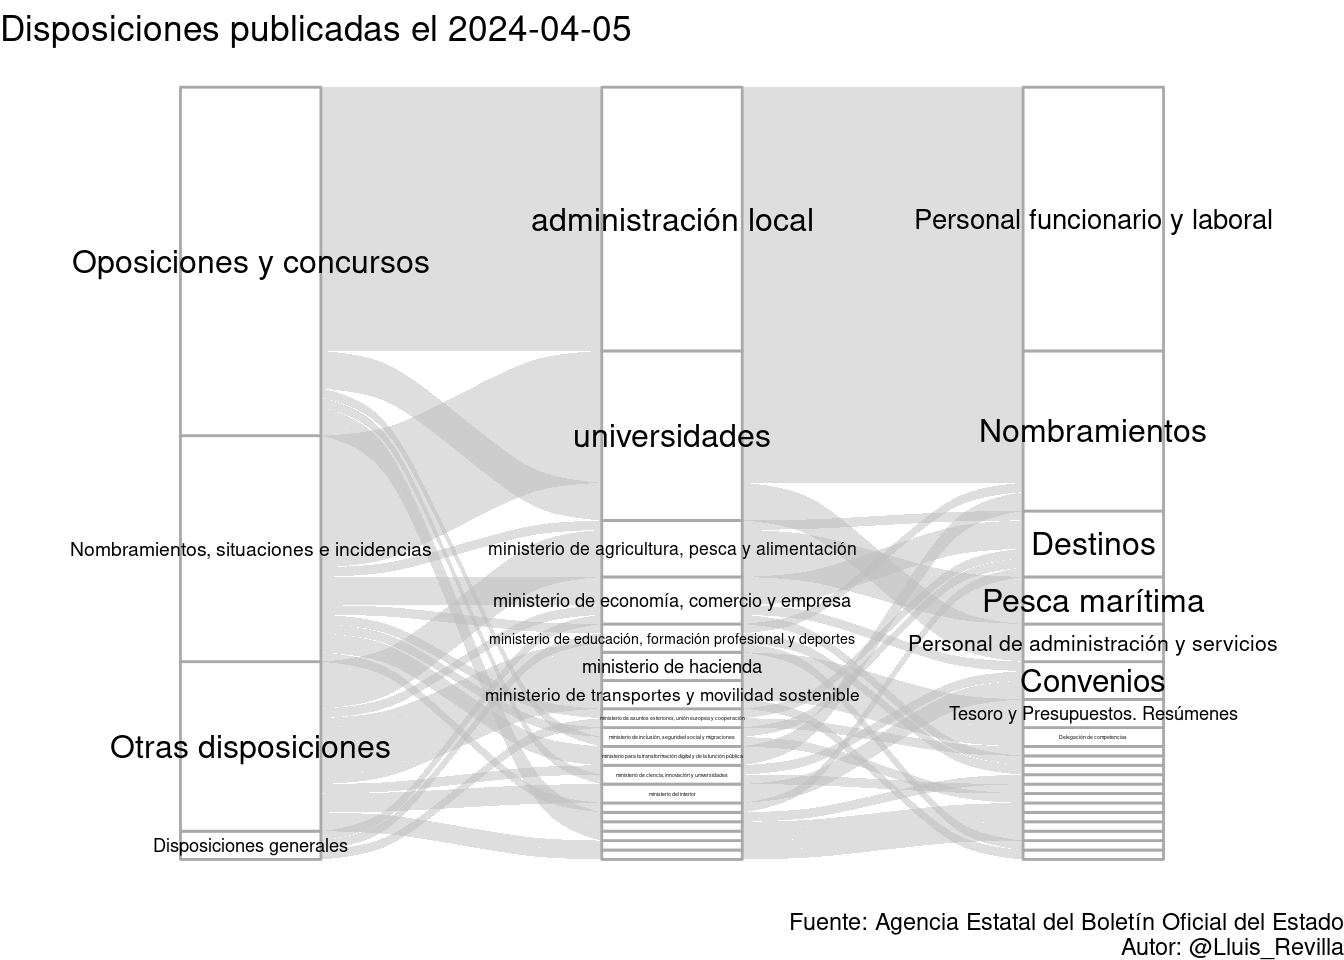 Disposiciones publicadas el 2024-04-05
Oposiciones y concursos
Nombramientos, situaciones e incidencias
Otras disposiciones
Disposiciones generales
administración local
universidades
ministerio de agricultura, pesca y alimentación
ministerio de economía, comercio y empresa
ministerio de educación, formación profesional y deportes
ministerio de hacienda
ministerio de transportes y movilidad sostenible
ministerio de asuntos exteriores, unión europea y cooperación
ministerio de inclusión, seguridad social y migraciones
ministerio para la transformación digital y de la función pública
ministerio de ciencia, innovación y universidades
ministerio del interior
Personal funcionario y laboral
Nombramientos
Destinos
Pesca marítima
Personal de administración y servicios
Convenios
Tesoro y Presupuestos. Resúmenes
Delegación de competencias
Fuente: Agencia Estatal del Boletín Oficial del Estado
Autor: @Lluis_Revilla